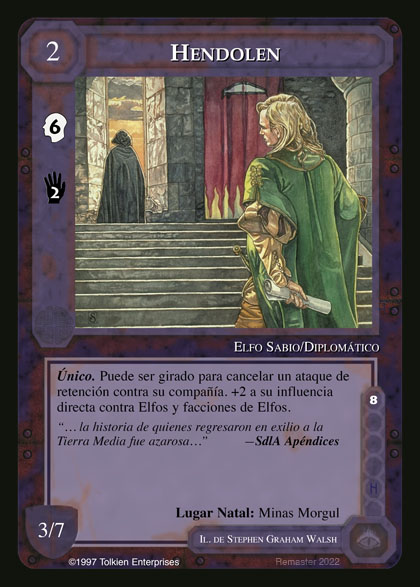 2
HENDOLEN
6
2
ELFO SABIO/DIPLOMÁTICO
Único. Puede ser girado para cancelar un ataque de
retención contra su compañía. +2 a su influencia
directa contra Elfos y facciones de Elfos.
8
“… la historia de quienes regresaron en exilio a la
Tierra Media fue azarosa…” —SdlA Apéndices
H
Lugar Natal: Minas Morgul
3/7
IL. DE STEPHEN GRAHAM WALSH
©1997 Tolkien Enterprises
Remaster 2022